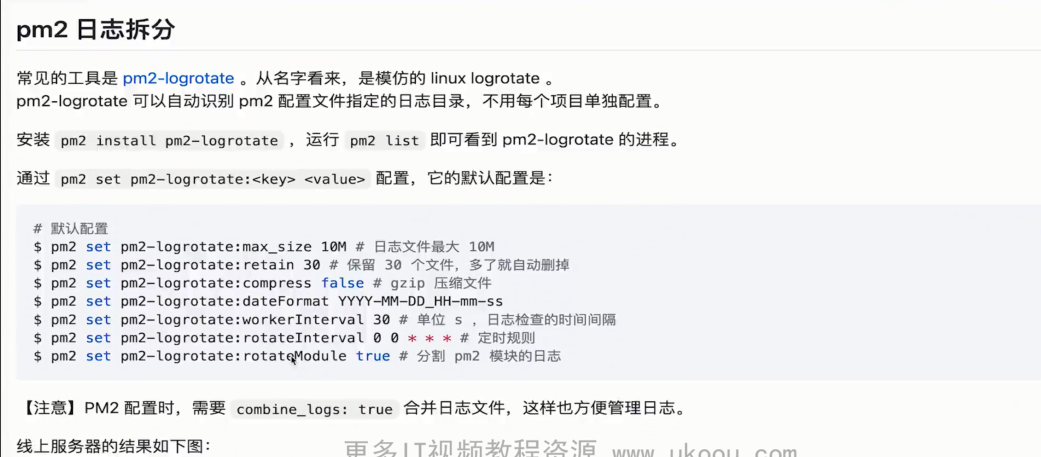 pm2 日志拆分
常见的工具是 pm2-logrotate 。从名字看来，是模仿的 linux logrotate 。
pm2-logrotate 可以自动识别 pm2 配置文件指定的日志目录，不用每个项目单独配置。
安装 pm2 install pm2-logrotate ，运行 pm2 list 即可看到 pm2-logrotate 的进程。
通过 pm2 set pm2-logrotate:<key> <value> 配置，它的默认配置是：
# 默认配置
$ pm2 set pm2-logrotate:max_size 10M # 日志文件最大 10M
$ pm2 set pm2-logrotate:retain 30 # 保留 30 个文件，多了就自动删掉
$ pm2 set pm2-logrotate:compress false # gzip 压缩文件
$ pm2 set pm2-logrotate:dateFormat YYYY-MM-DD_HH-mm-ss
$ pm2 set pm2-logrotate:workerInterval 30 # 单位 s ，日志检查的时间间隔
$ pm2 set pm2-logrotate:rotateInterval 0 0 * * * # 定时规则
$ pm2 set pm2-logrotate:rotateModule true # 分割 pm2 模块的日志
【注意】PM2 配置时，需要 combine_logs: true 合并日志文件，这样也方便管理日志。
线上服务器的结果如下图：
更多IT视频教程资源 www.ukoou.com